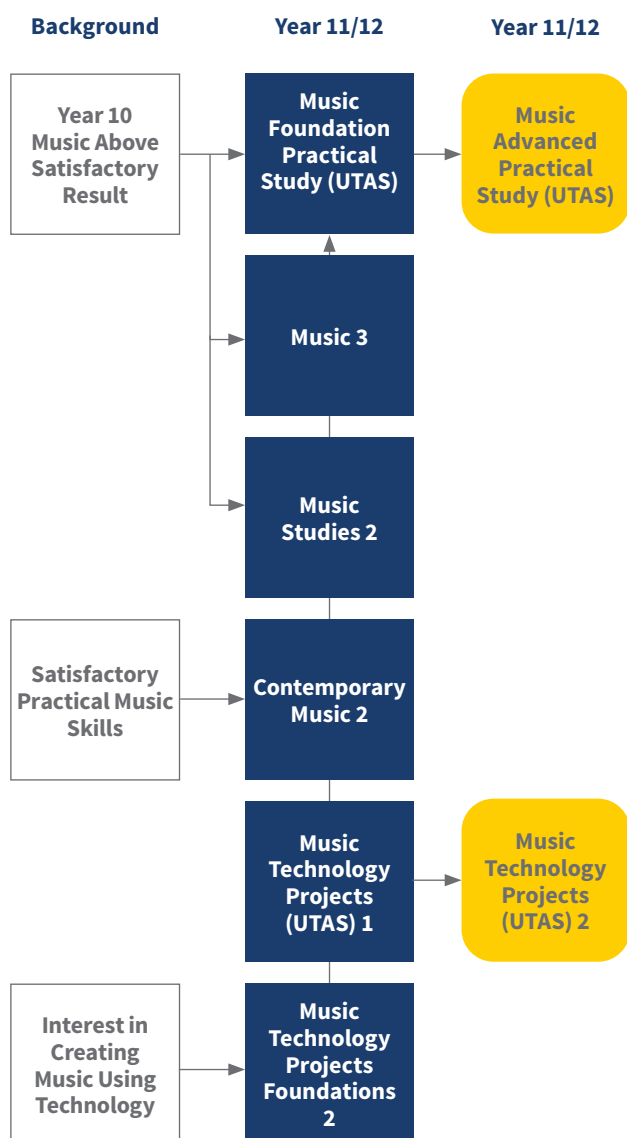 Background
Year 11/12
Year 11/12
Year 10
Music Above
Satisfactory
Result
Music
Foundation
Practical
Study (UTAS)
Music
Advanced
Practical
Study (UTAS)
Music 3
Music
Studies 2
Satisfactory
Practical Music
Skills
Contemporary
Music 2
Music
Technology
Projects
(UTAS) 1
Music
Technology
Projects
(UTAS) 2
Interest in
Creating
Music Using
Technology
Music
Technology
Projects
Foundations
2